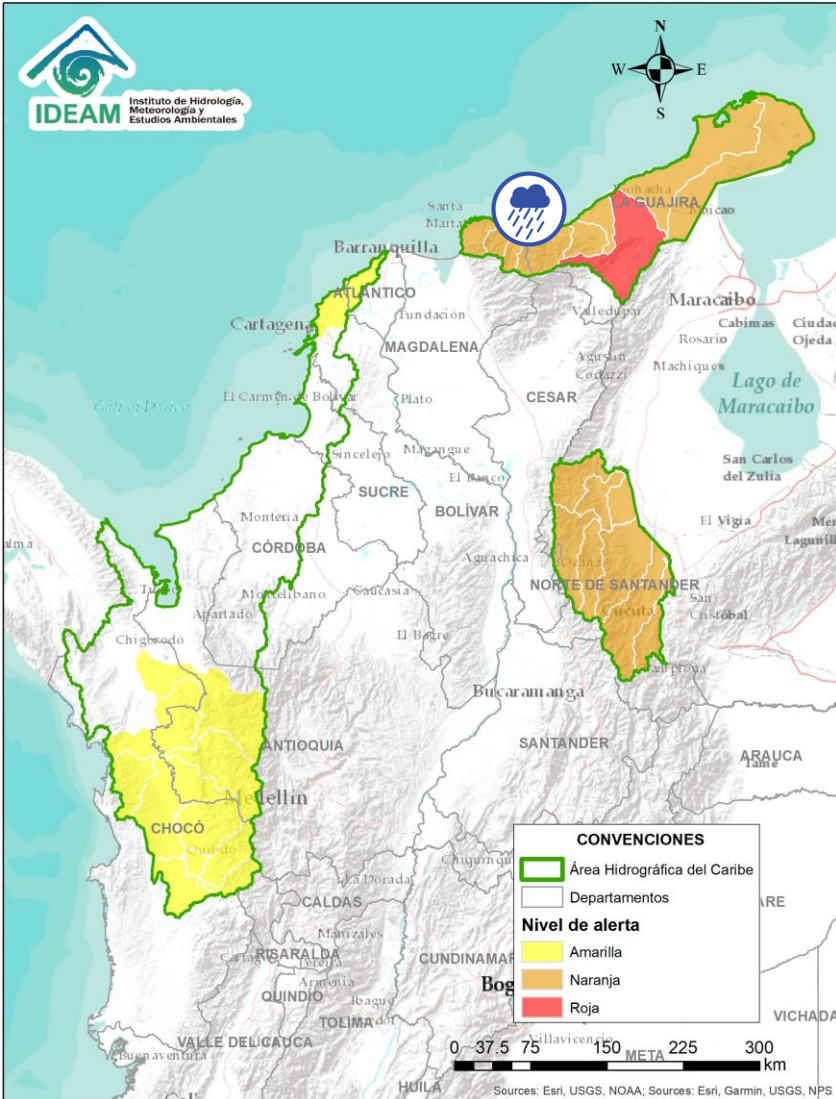 IDEAM
Instituto de Hidrología,
Meteorología y
Estudios Ambientales
N
W
E
S
Santa
Marta
Riohacha
LA GUAJIRA
Maicao
Barranquilla
ATLÁNTICO
Cartagena
Fundación
Valledupar
Maracaibo
Cabimas
Ciudad
Ojeda
Rosario
MAGDALENA
Agustín
Codazzi
Machiques
Lago de
Maracaibo
El Carmen de Bolívar
Plato
CESAR
Sincelejo
Magangué
San Carlos
del Zulia
El Banco
SUCRE
BOLÍVAR
Montería
El Vigía
CÓRDOBA
Aguachica
Ocaña
NORTE DE SANTANDER
Cúcuta
San
Cristóbal
Montelíbano
Caucasia
Apartadó
El Bagre
Chigorodó
Pamplona
Bucaramanga
ANTIOQUIA
SANTANDER
ARAUCA
Tame
Medellín
CHOCÓ
Quibdó
La Dorada
CALDAS
Manizales
RISARALDA
Pereira
Armenia
QUINDÍO
Ibagué
TOLIMA
VALLE DEL CAUCA
Buenaventura
HUILA
CUNDINAMAR
Bog
Villavicencio
META
VICHADA
ARE
CONVENCIONES
Área Hidrográfica del Caribe
Departamentos
Nivel de alerta
Amarilla
Naranja
Roja
0 37.5 75 150 225 300
km
Sources: Esri, USGS, NOAA; Sources: Esri, Garmin, USGS, NPS